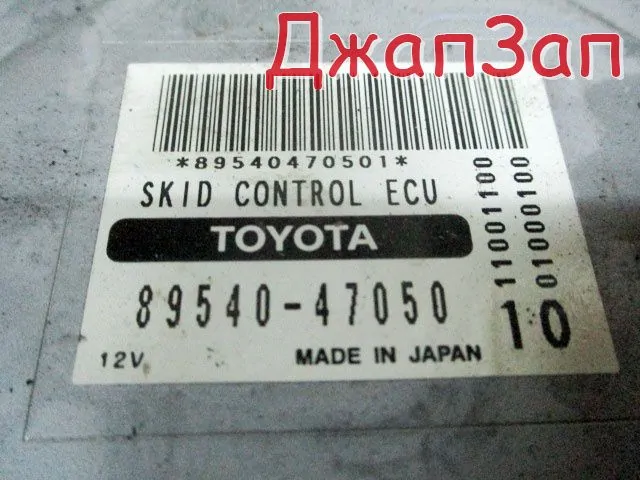 ДжапЗап
*89540470501*
SKID CONTROL ECU
TOYOTA
89540-47050
12V MADE IN JAPAN
11001100
01000100
10